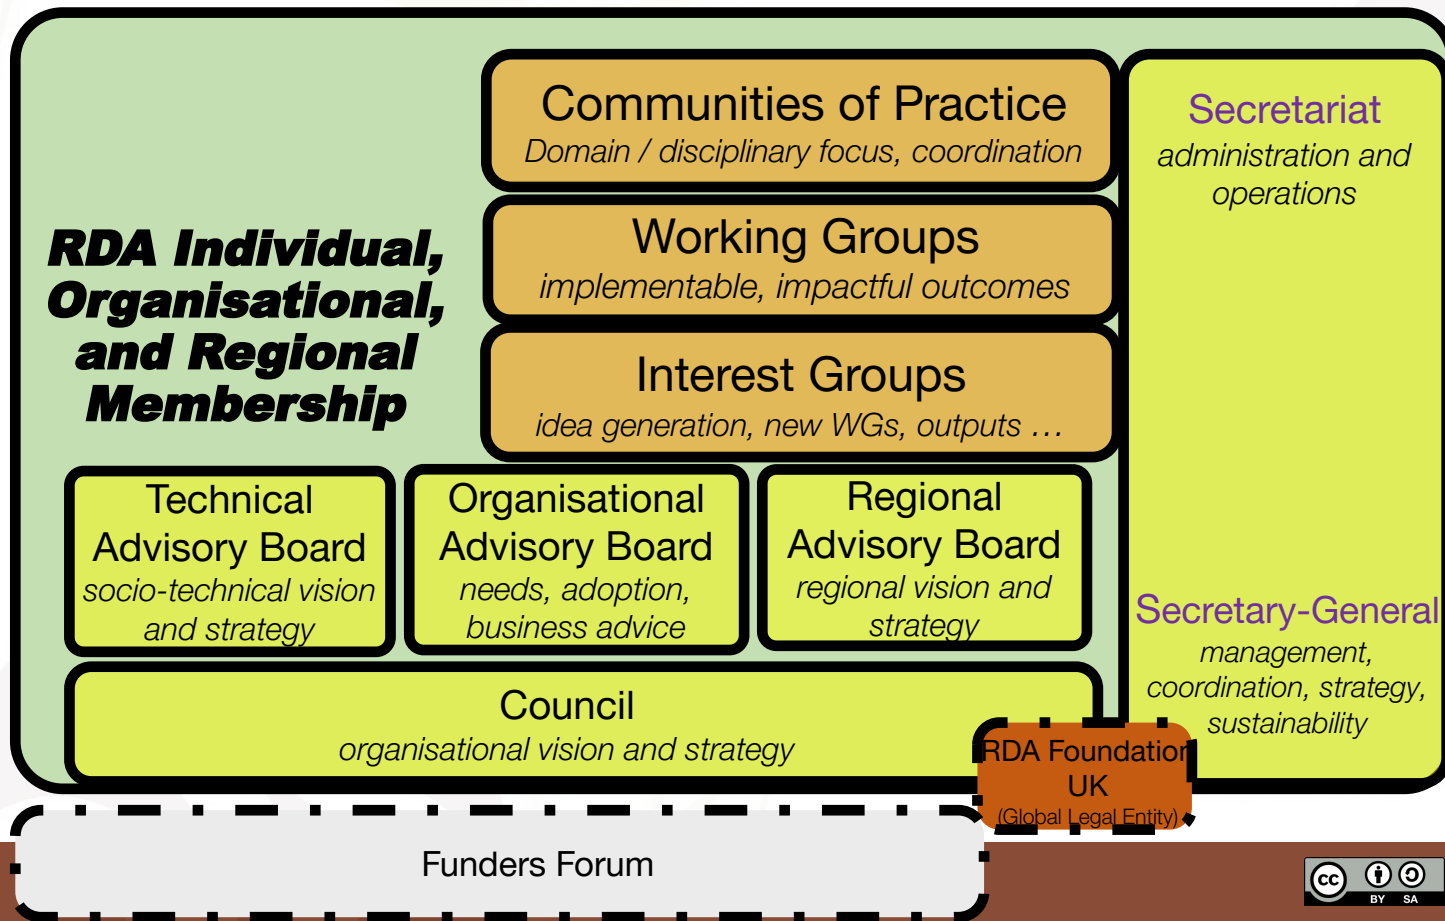 Communities of Practice
Domain / disciplinary focus, coordination
Working Groups
implementable, impactful outcomes
Interest Groups
idea generation, new WGs, outputs …
RDA Individual,
Organisational,
and Regional
Membership
Secretariat
administration and
operations
Secretary-General
management,
coordination, strategy,
sustainability
Technical
Advisory Board
socio-technical vision
and strategy
Organisational
Advisory Board
needs, adoption,
business advice
Regional
Advisory Board
regional vision and
strategy
Council
organisational vision and strategy
RDA Foundation
UK
(Global Legal Entity)
Funders Forum
cc
BY SA